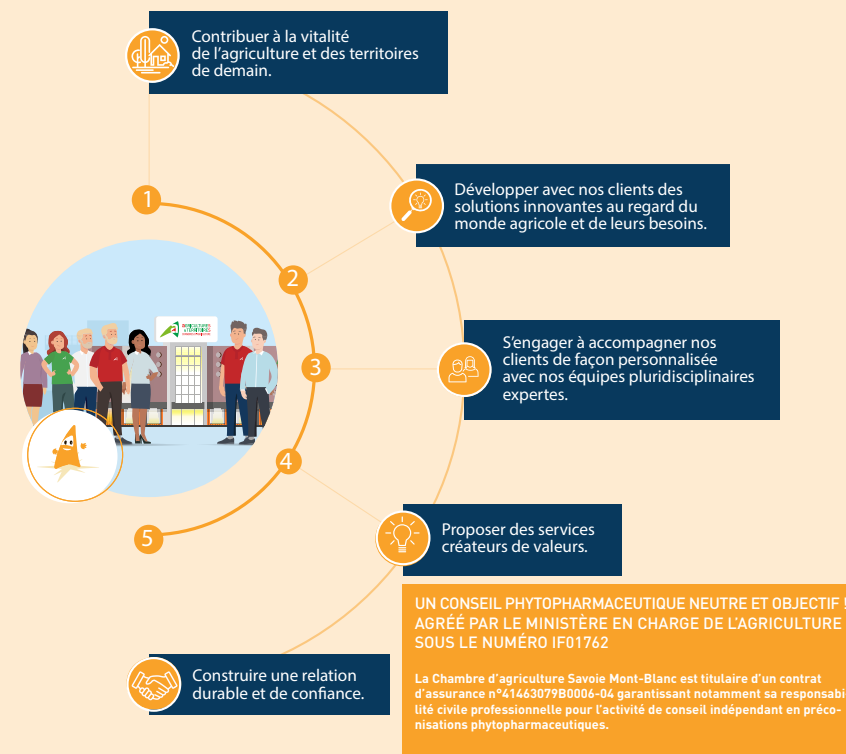 Contribuer à la vitalité
de l'agriculture et des territoires
de demain.
1
Développer avec nos clients des
solutions innovantes au regard du
monde agricole et de leurs besoins.
2
AGRICULTURES
& TERRITOIRES
3
S'engager à accompagner nos
clients de façon personnalisée
avec nos équipes pluridisciplinaires
expertes.
4
5
Proposer des services
créateurs de valeurs.
UN CONSEIL PHYTOPHARMACEUTIQUE NEUTRE ET OBJECTIF !
AGRÉÉ PAR LE MINISTÈRE EN CHARGE DE L'AGRICULTURE
SOUS LE NUMÉRO IF01762
La Chambre d'agriculture Savoie Mont-Blanc est titulaire d'un contrat
d'assurance n°41463079B0006-04 garantissant notamment sa responsabi-
lité civile professionnelle pour l'activité de conseil indépendant en préco-
nisations phytopharmaceutiques.
Construire une relation
durable et de confiance.